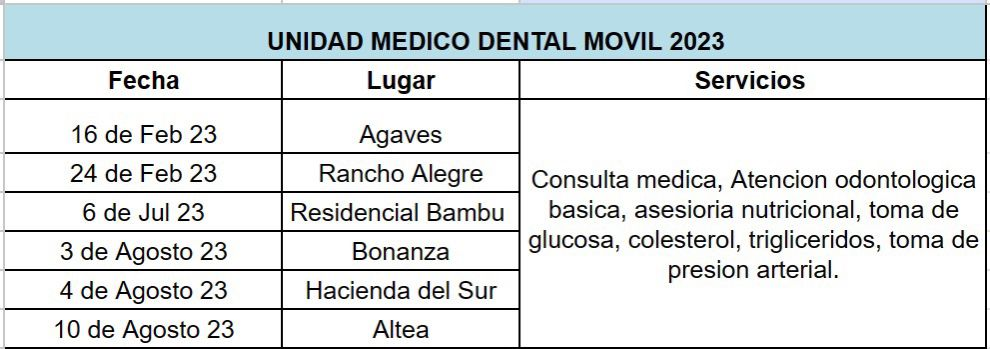 UNIDAD MEDICO DENTAL MOVIL 2023
Fecha Lugar Servicios
16 de Feb 23 Agaves
24 de Feb 23 Rancho Alegre
6 de Jul 23 Residencial Bambu
3 de Agosto 23 Bonanza
4 de Agosto 23 Hacienda del Sur
10 de Agosto 23 Altea
Consulta medica, Atencion odontologica
basica, asesioria nutricional, toma de
glucosa, colesterol, trigliceridos, toma de
presion arterial.